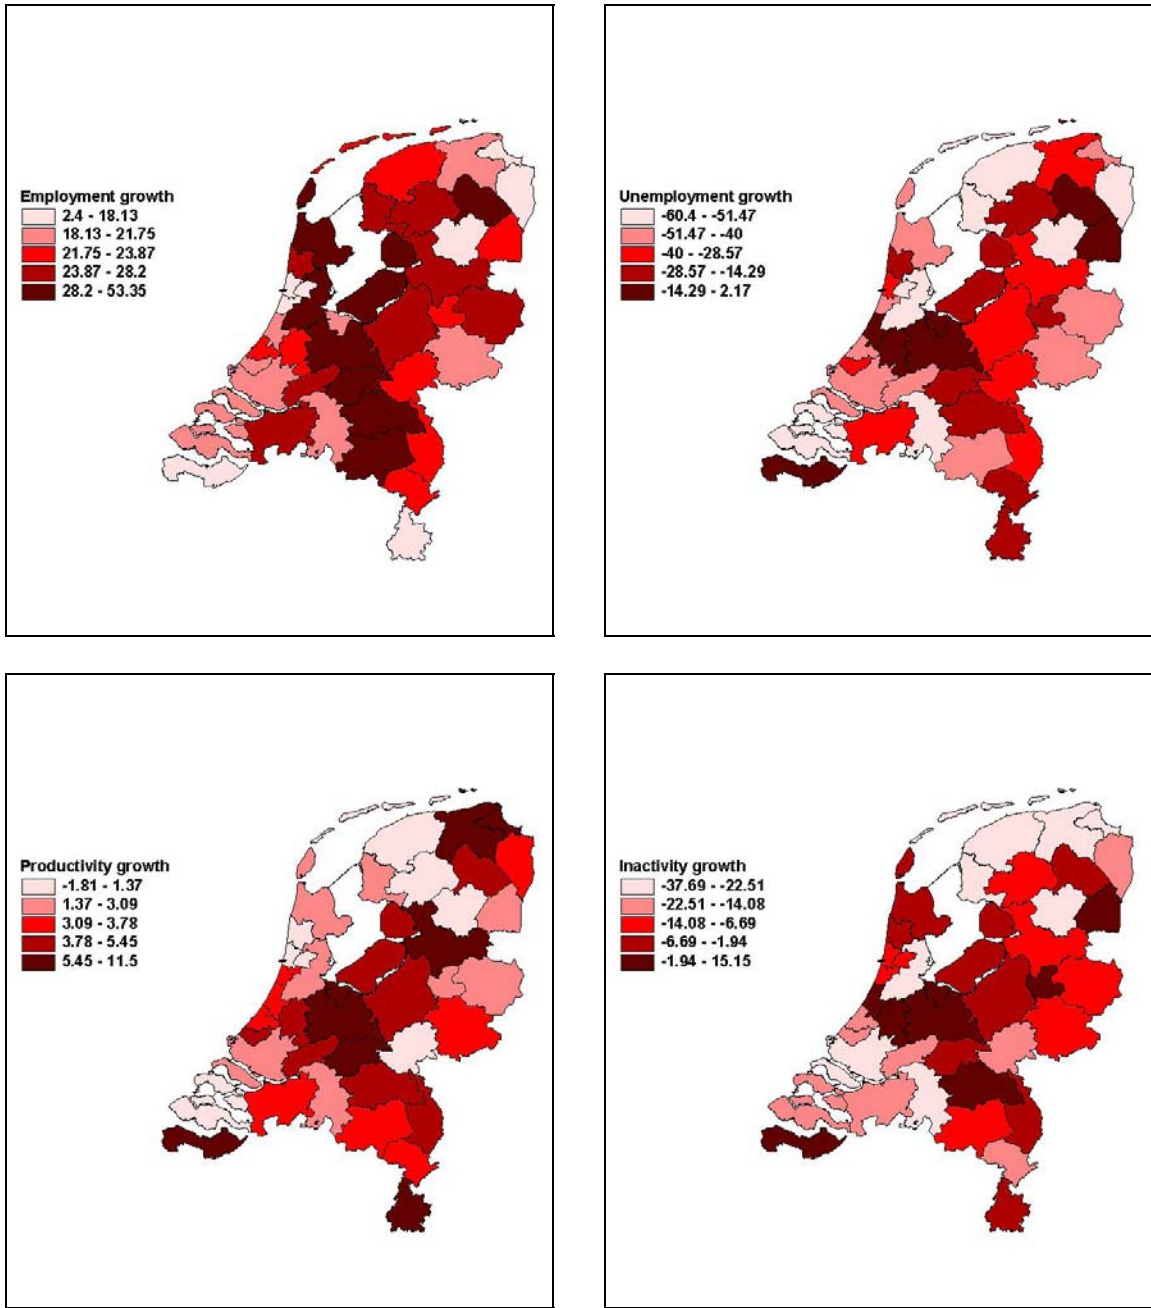 Employment growth
2.4 - 18.13
18.13 - 21.75
21.75 - 23.87
23.87 - 28.2
28.2 - 53.35
Unemployment growth
-60.4 - -51.47
-51.47 - -40
-40 - -28.57
-28.57 - -14.29
-14.29 - 2.17
Productivity growth
-1.81 - 1.37
1.37 - 3.09
3.09 - 3.78
3.78 - 5.45
5.45 - 11.5
Inactivity growth
-37.69 - -22.51
-22.51 - -14.08
-14.08 - -6.69
-6.69 - -1.94
-1.94 - 15.15